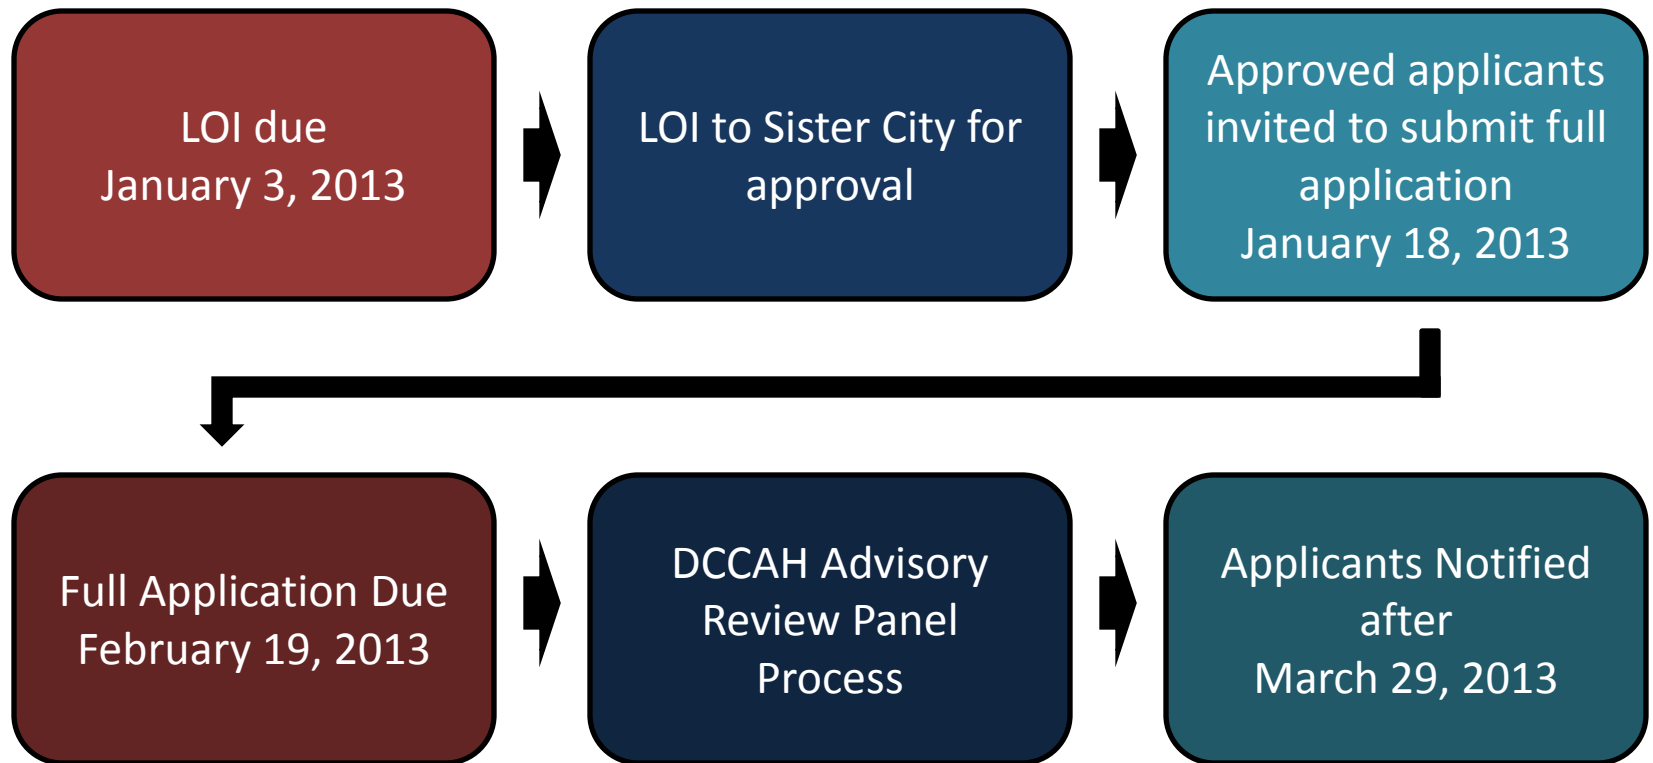 LOI due
January 3, 2013
LOI to Sister City for
approval
Approved applicants
invited to submit full
application
January 18, 2013
Full Application Due
February 19, 2013
DCCAH Advisory
Review Panel
Process
Applicants Notified
after
March 29, 2013